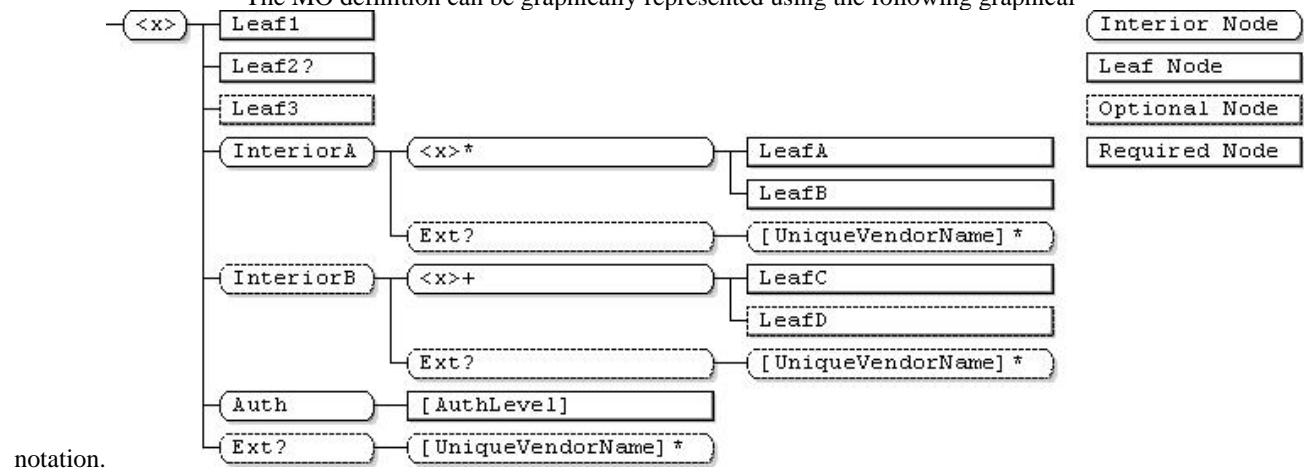 The MO definition can be graphically represented using the following graphical
<x> Leaf1 Interior Node
Leaf2? Leaf Node
Leaf3 Optional Node
InteriorA <x>* LeafA Required Node
LeafB
Ext? [UniqueVendorName]*
InteriorB <x>+ LeafC
LeafD
Ext? [UniqueVendorName]*
Auth [AuthLevel]
Ext? [UniqueVendorName]*
notation.